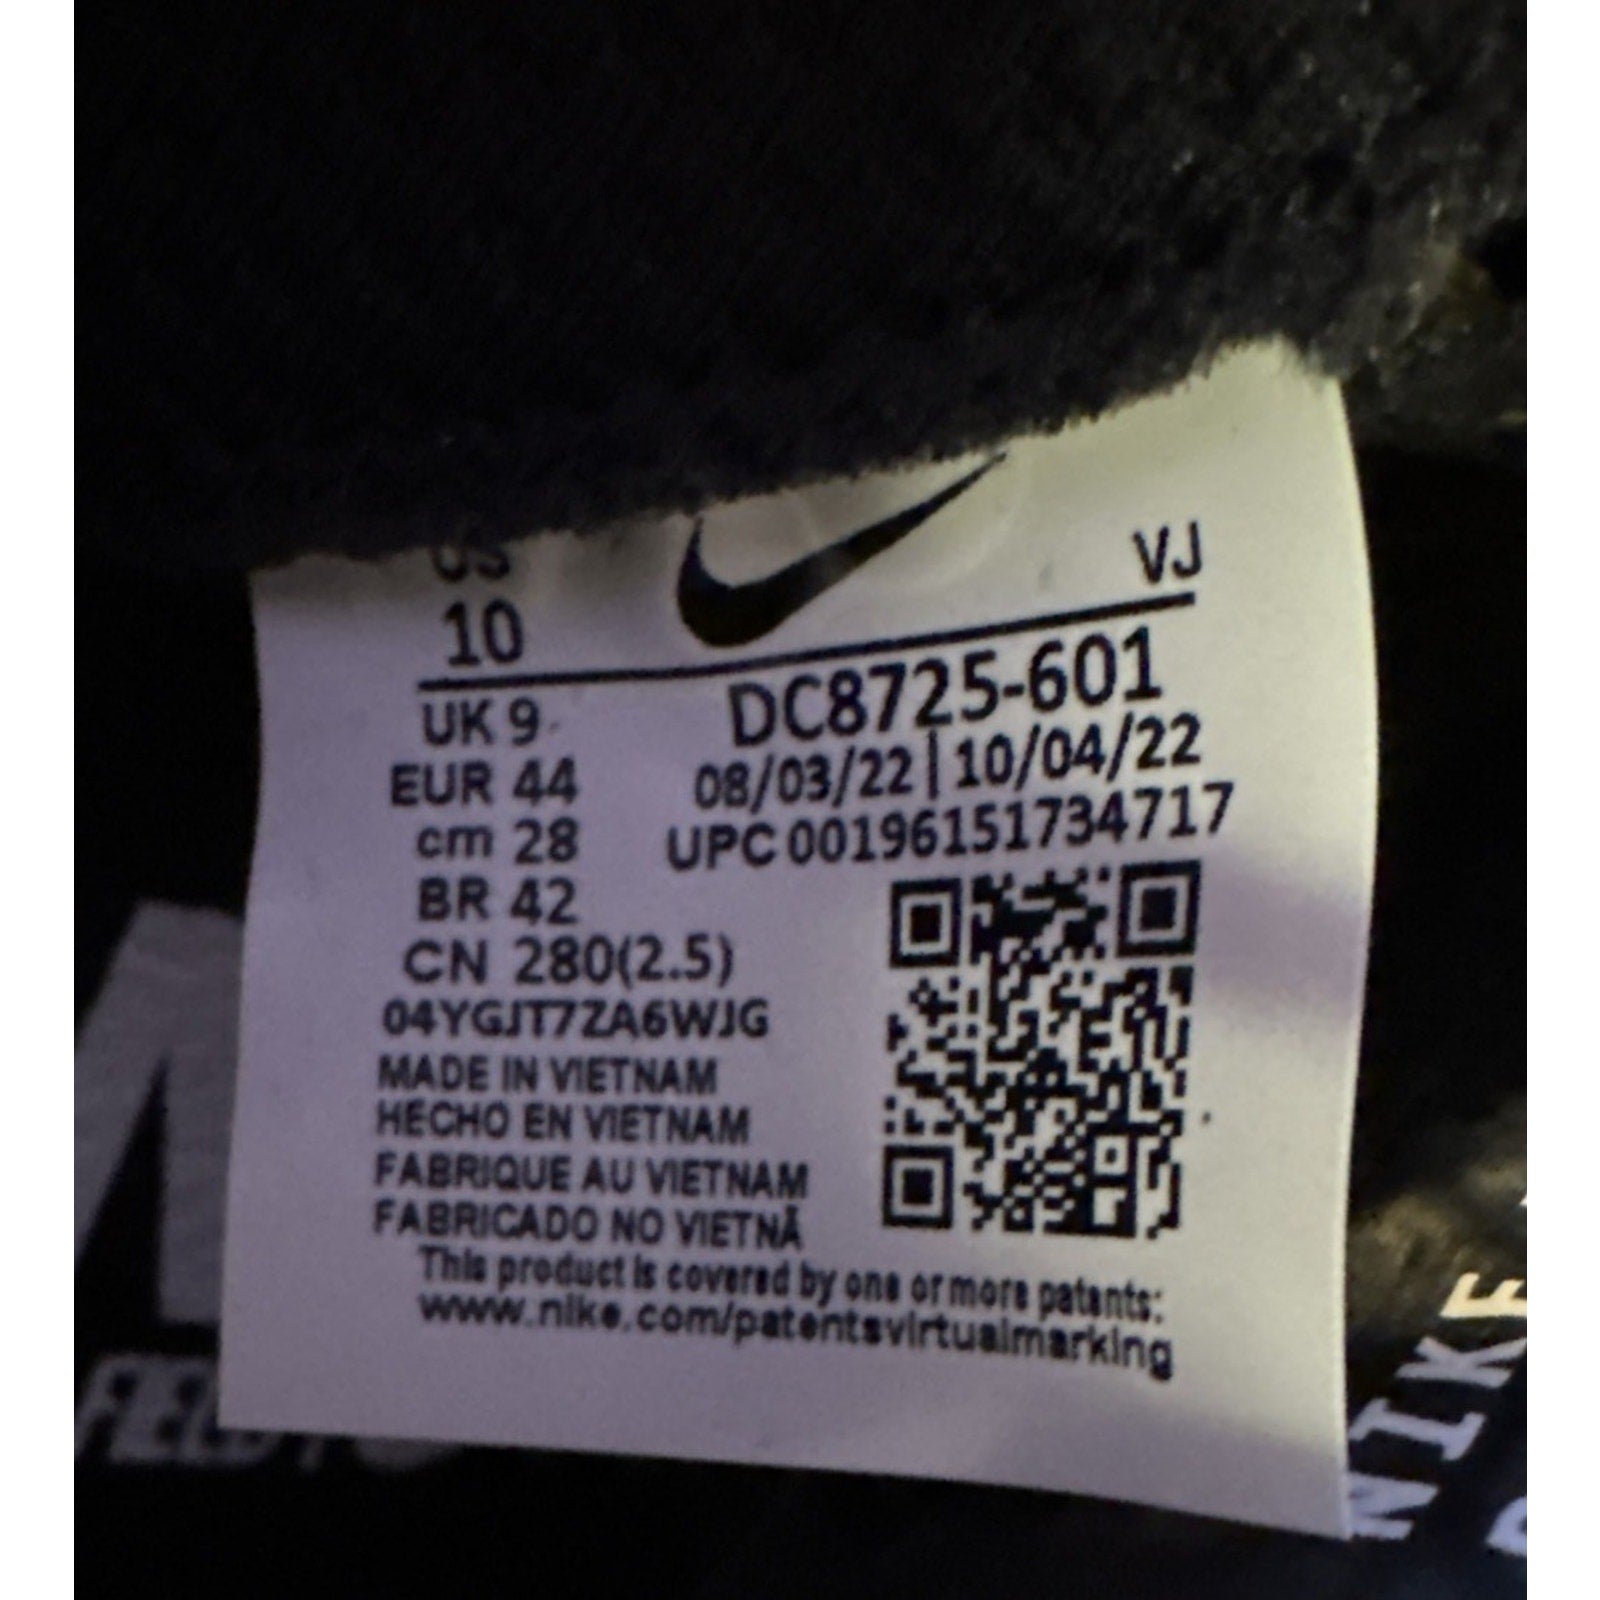 US
VJ
10
DC8725-601
UK 9
08/03/22 | 10/04/22
EUR 44
UPC 00196151734717
cm 28
BR 42
CN 280(2.5)
04YGJT7ZA6WJG
MADE IN VIETNAM
HECHO EN VIETNAM
FABRIQUE AU VIETNAM
FABRICADO NO VIETNÃ
This product is covered by one or more patents:
www.nike.com/patentsvirtualmarking
NIKE